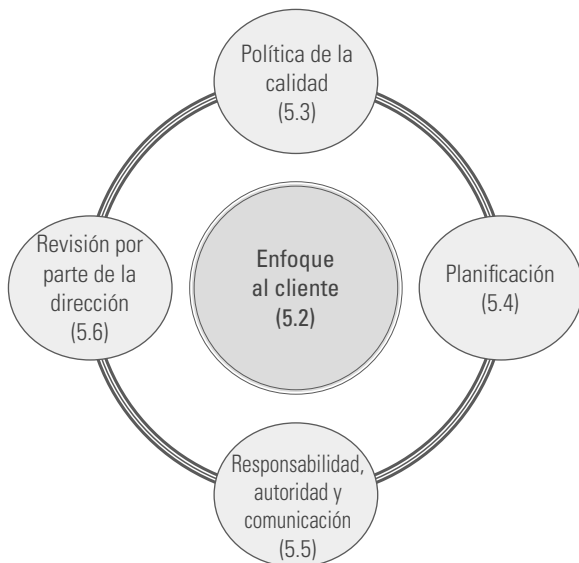 Política de la
calidad
(5.3)
Revisión por
parte de la
dirección
(5.6)
Enfoque
al cliente
(5.2)
Planificación
(5.4)
Responsabilidad,
autoridad y
comunicación
(5.5)